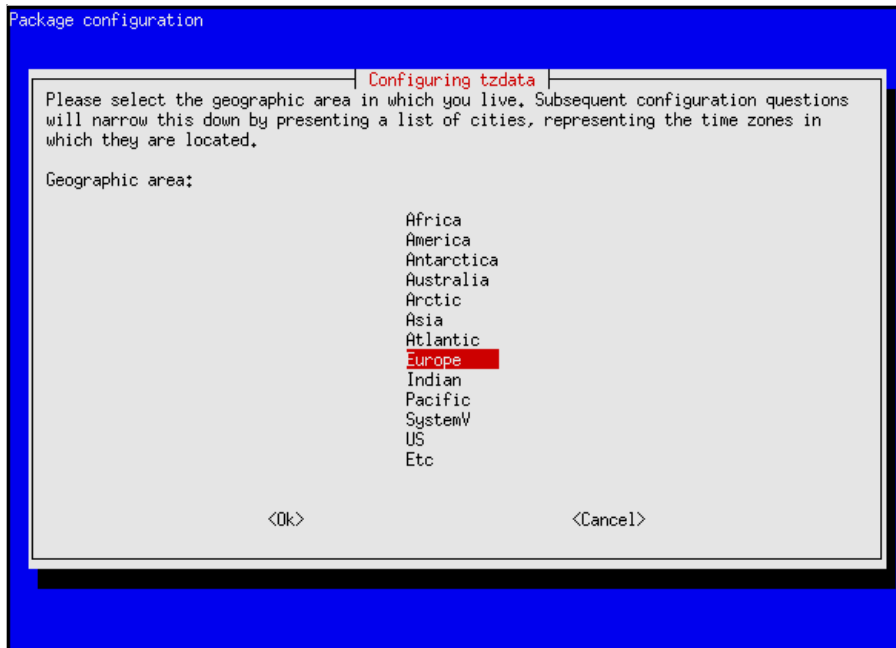 Package configuration
Configuring tzdata
Please select the geographic area in which you live. Subsequent configuration questions
will narrow this down by presenting a list of cities, representing the time zones in
which they are located.
Geographic area:
Africa
America
Antarctica
Australia
Arctic
Asia
Atlantic
Europe
Indian
Pacific
SystemV
US
Etc
<Ok> <Cancel>